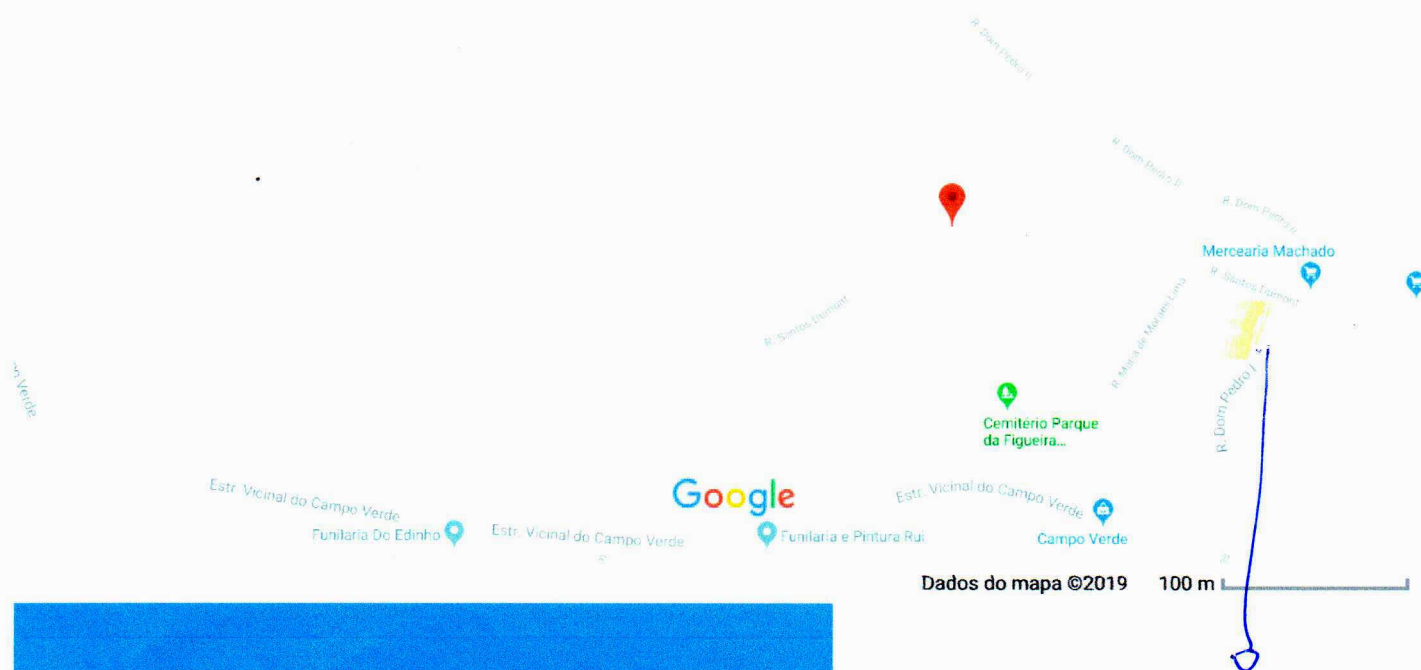 R. Dom Pedro II
R. Dom Pedro II
R. Dom Pedro II
Mercearia Machado
R. Santos Dumont
R. Santos Dumont
R. Maria de Moraes Lima
R. Dom Pedro I
Verde
Cemitério Parque
da Figueira...
Google
Estr. Vicinal do Campo Verde
Estr. Vicinal do Campo Verde
Estr. Vicinal do Campo Verde
Funilaria Do Edinho
Funilaria e Pintura Rui
Campo Verde
Dados do mapa ©2019 100 m